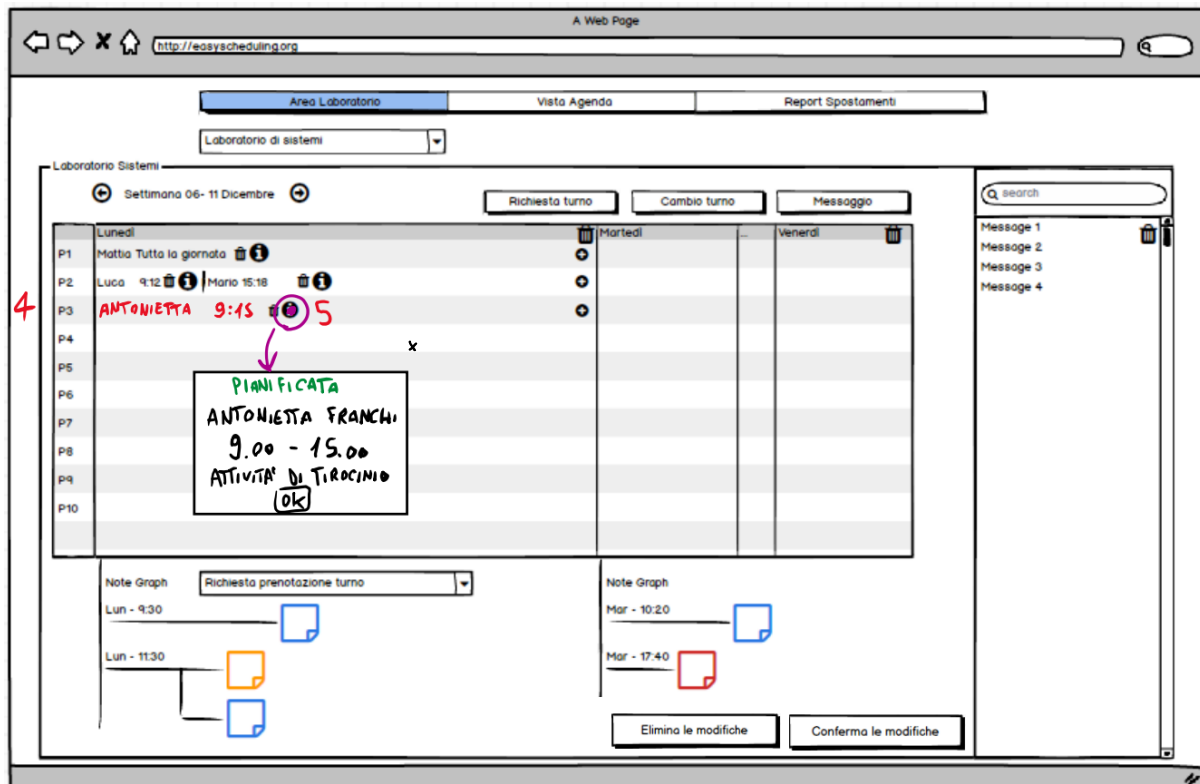 A Web Page
http://easyscheduling.org
Area Laboratorio Vista Agenda Report Spostamenti
Laboratorio di sistemi
Laboratorio Sistemi
Settimana 06- 11 Dicembre
Richiesta turno Cambio turno Messaggio
search
Lunedì Martedì ... Venerdì
Message 1
Message 2
Message 3
Message 4
P1 Mattia Tutta la giornata
P2 Luca 9:12 Mario 15:18
4 P3 ANTONIETTA 9:15 5
P4 x
P5
P6
P7
P8
P9
P10
PIANIFICATA
ANTONIETTA FRANCHI
9.00 - 15.00
ATTIVITA' DI TIROCINIO
OK
Note Graph Richiesta prenotazione turno
Lun - 9:30
Lun - 11:30
Note Graph
Mar - 10:20
Mar - 17:40
Elimina le modifiche Conferma le modifiche